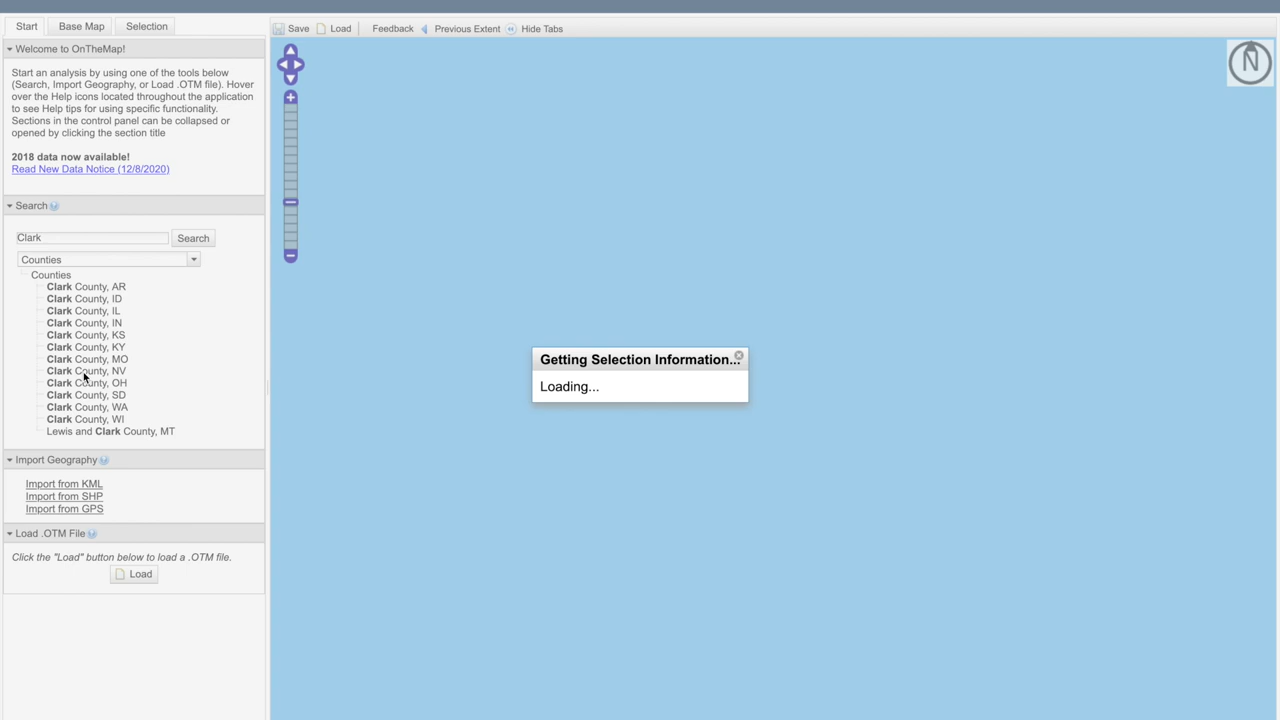 Start
Base Map
Selection
Save
Load
Feedback
Previous Extent
Hide Tabs
Welcome to OnTheMap!
Start an analysis by using one of the tools below
(Search, Import Geography, or Load .OTM file). Hover
over the Help icons located throughout the application
to see Help tips for using specific functionality.
Sections in the control panel can be collapsed or
opened by clicking the section title
2018 data now available!
Read New Data Notice (12/8/2020)
Search
Clark
Search
Counties
Counties
Clark County, AR
Clark County, ID
Clark County, IL
Clark County, IN
Clark County, KS
Clark County, KY
Clark County, MO
Clark County, NV
Clark County, OH
Clark County, SD
Clark County, WA
Clark County, WI
Lewis and Clark County, MT
Import Geography
Import from KML
Import from SHP
Import from GPS
Load .OTM File
Click the "Load" button below to load a .OTM file.
Load
N
Getting Selection Information...
Loading...